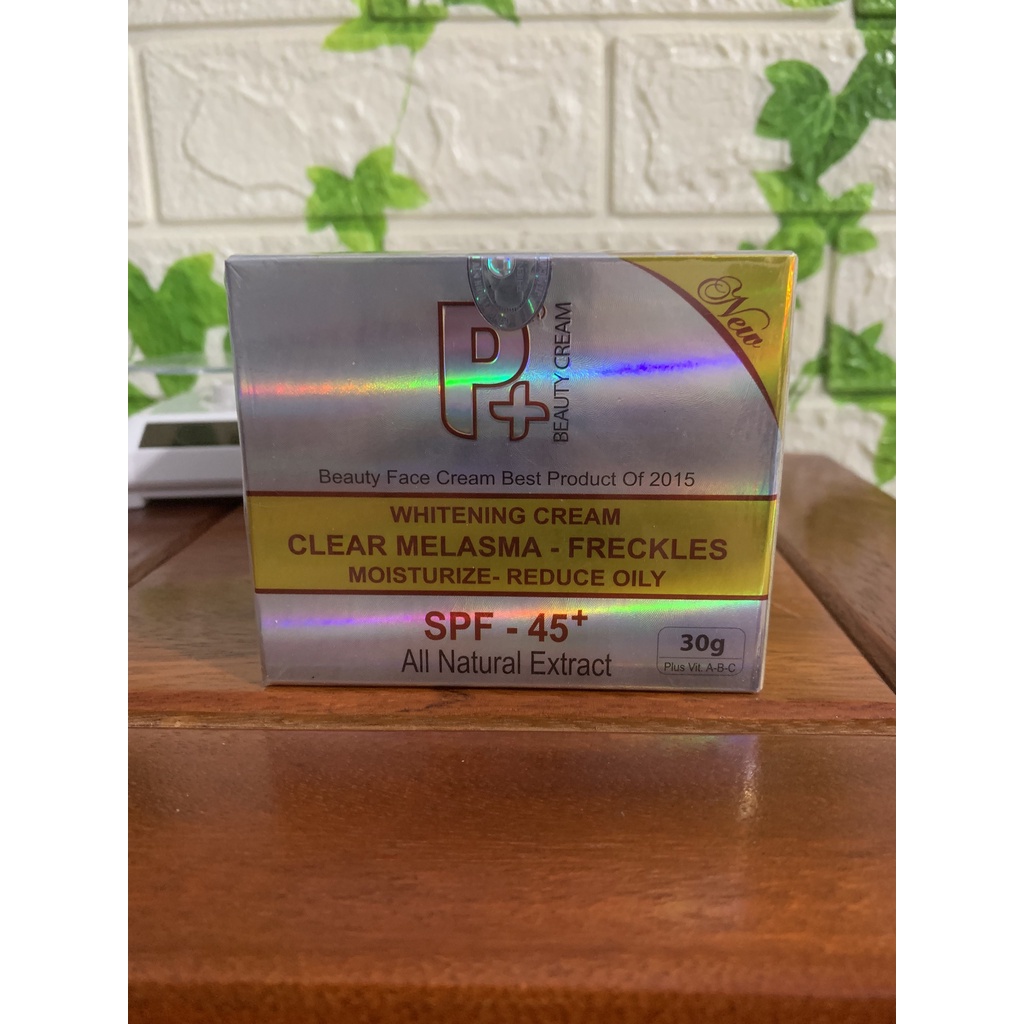 New
P+
BEAUTY CREAM
Beauty Face Cream Best Product Of 2015
WHITENING CREAM
CLEAR MELASMA - FRECKLES
MOISTURIZE- REDUCE OILY
SPF - 45+
All Natural Extract
30g
Plus Vit. A-B-C